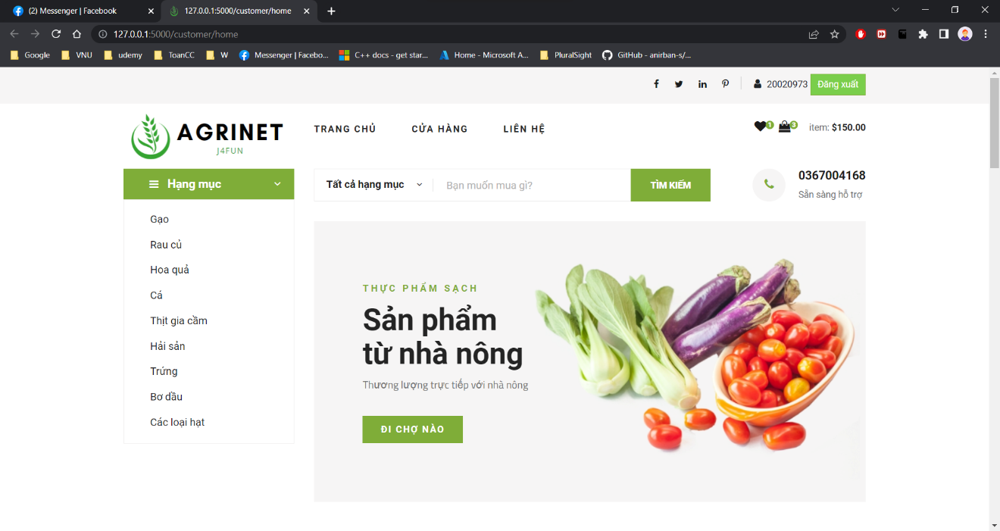 (2) Messenger | Facebook
127.0.0.1:5000/customer/home
127.0.0.1:5000/customer/home
Google
VNU
udemy
ToanCC
W
Messenger | Facebo...
C++ docs - get star...
Home - Microsoft A...
PluralSight
GitHub - anirban-s/...
20020973
Đăng xuất
AGRINET
J4FUN
TRANG CHỦ
CỬA HÀNG
LIÊN HỆ
1
3
item: $150.00
Hạng mục
Tất cả hạng mục
Bạn muốn mua gì?
TÌM KIẾM
0367004168
Sẵn sàng hỗ trợ
Gạo
Rau củ
Hoa quả
Cá
Thịt gia cầm
Hải sản
Trứng
Bơ dầu
Các loại hạt
THỰC PHẨM SẠCH
Sản phẩm
từ nhà nông
Thương lượng trực tiếp với nhà nông
ĐI CHỢ NÀO